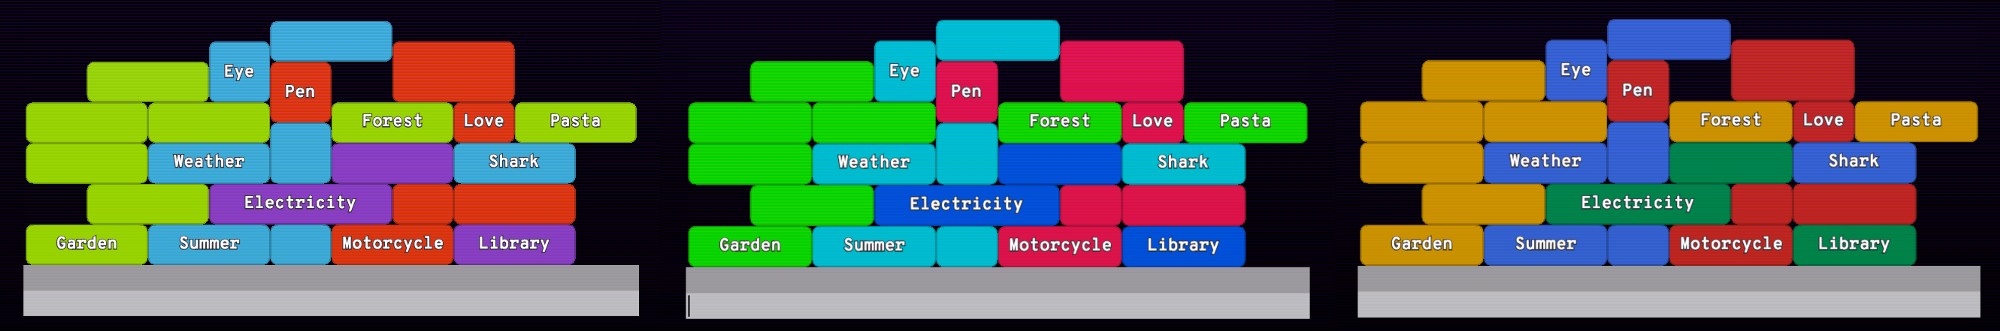 Eye
Pen
Forest Love Pasta
Weather Shark
Electricity
Garden Summer Motorcycle Library
Eye
Pen
Forest Love Pasta
Weather Shark
Electricity
Garden Summer Motorcycle Library
Eye
Pen
Forest Love Pasta
Weather Shark
Electricity
Garden Summer Motorcycle Library